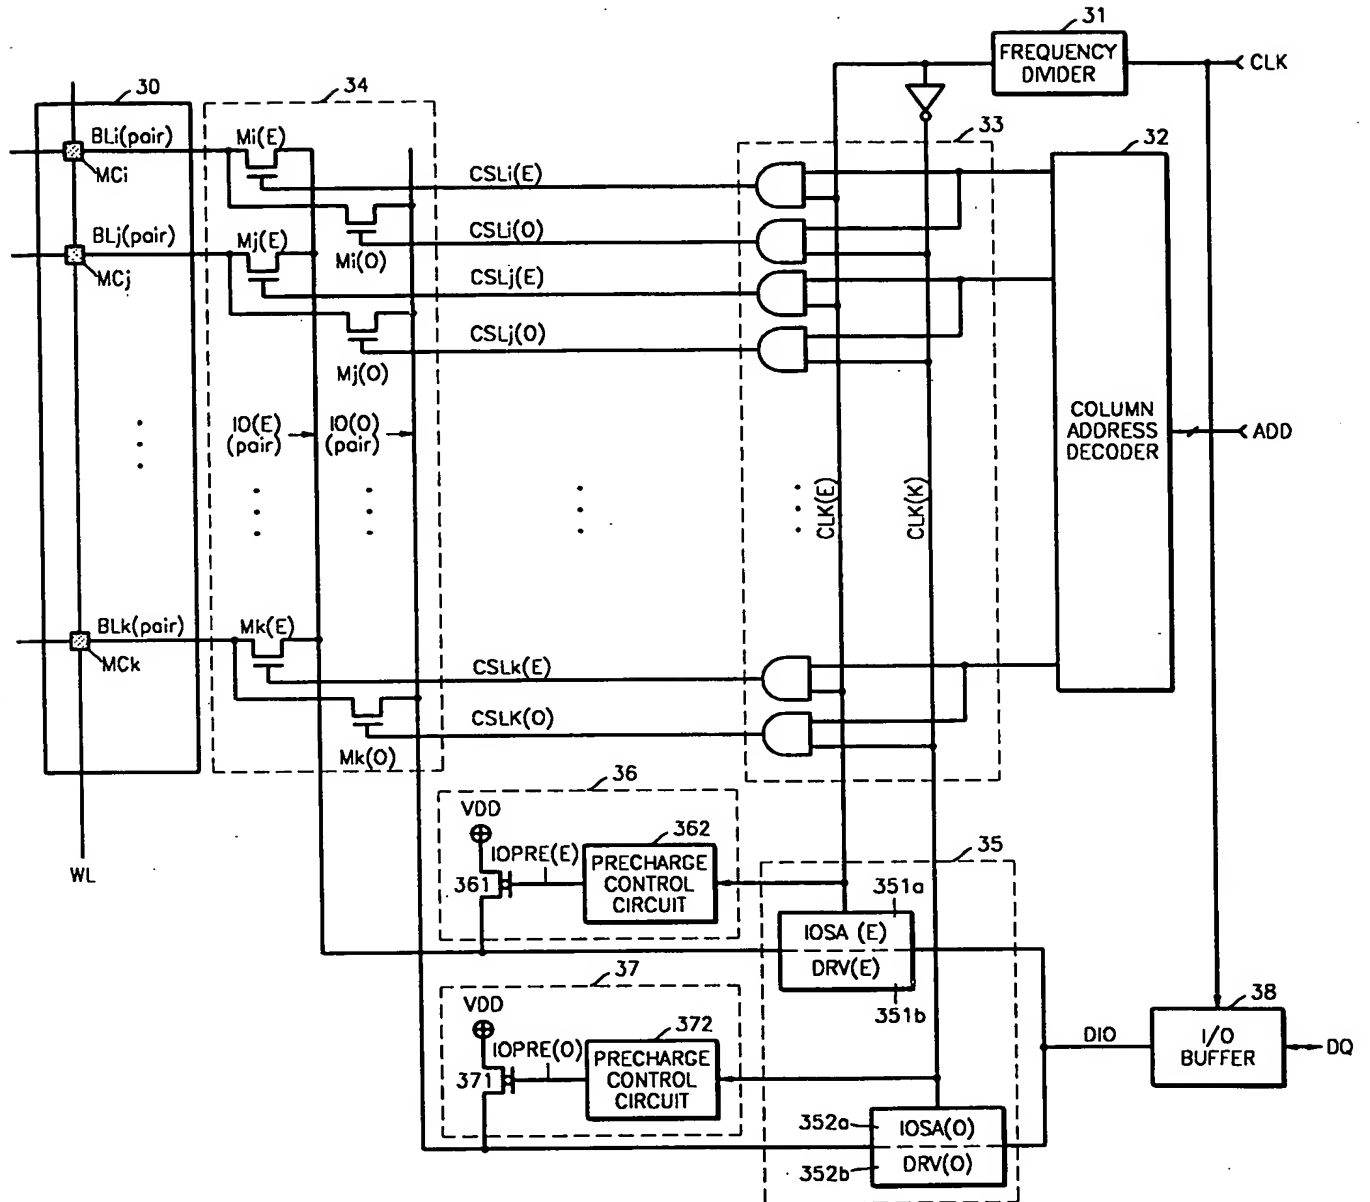 31
FREQUENCY
DIVIDER
CLK
30
34
33
32
BLi(pair)
Mi(E)
MCi
CSLi(E)
BLj(pair)
Mj(E)
Mi(O)
CSLi(O)
MCj
CSLj(E)
CSLj(O)
Mj(O)
IO(E)
(pair)
IO(O)
(pair)
COLUMN
ADDRESS
DECODER
ADD
CLK(E)
CLK(K)
BLk(pair)
Mk(E)
MCk
CSLk(E)
CSLK(O)
Mk(O)
36
VDD
362
IOPRE(E)
361
PRECHARGE
CONTROL
CIRCUIT
WL
35
351a
IOSA (E)
DRV(E)
351b
37
VDD
372
IOPRE(O)
371
PRECHARGE
CONTROL
CIRCUIT
38
DIO
I/O
BUFFER
DQ
352a
IOSA(O)
352b
DRV(O)